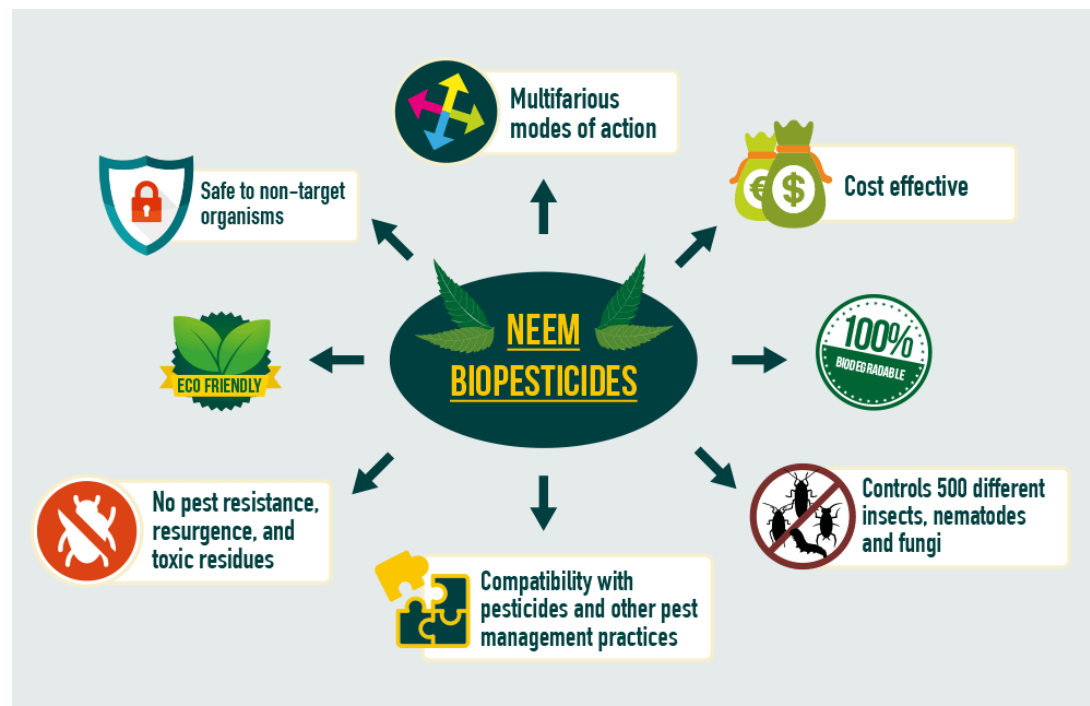 Multifarious
modes of action
Safe to non-target
organisms
€ $
Cost effective
NEEM
BIOPESTICIDES
ECO FRIENDLY
100%
BIODEGRADABLE
No pest resistance,
resurgence, and
toxic residues
Compatibility with
pesticides and other pest
management practices
Controls 500 different
insects, nematodes
and fungi